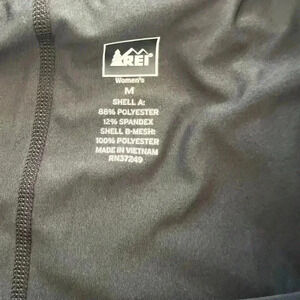 REI
Women's
M
SHELL A:
88% POLYESTER
12% SPANDEX
SHELL B-MESH:
100% POLYESTER
MADE IN VIETNAM
RN37249